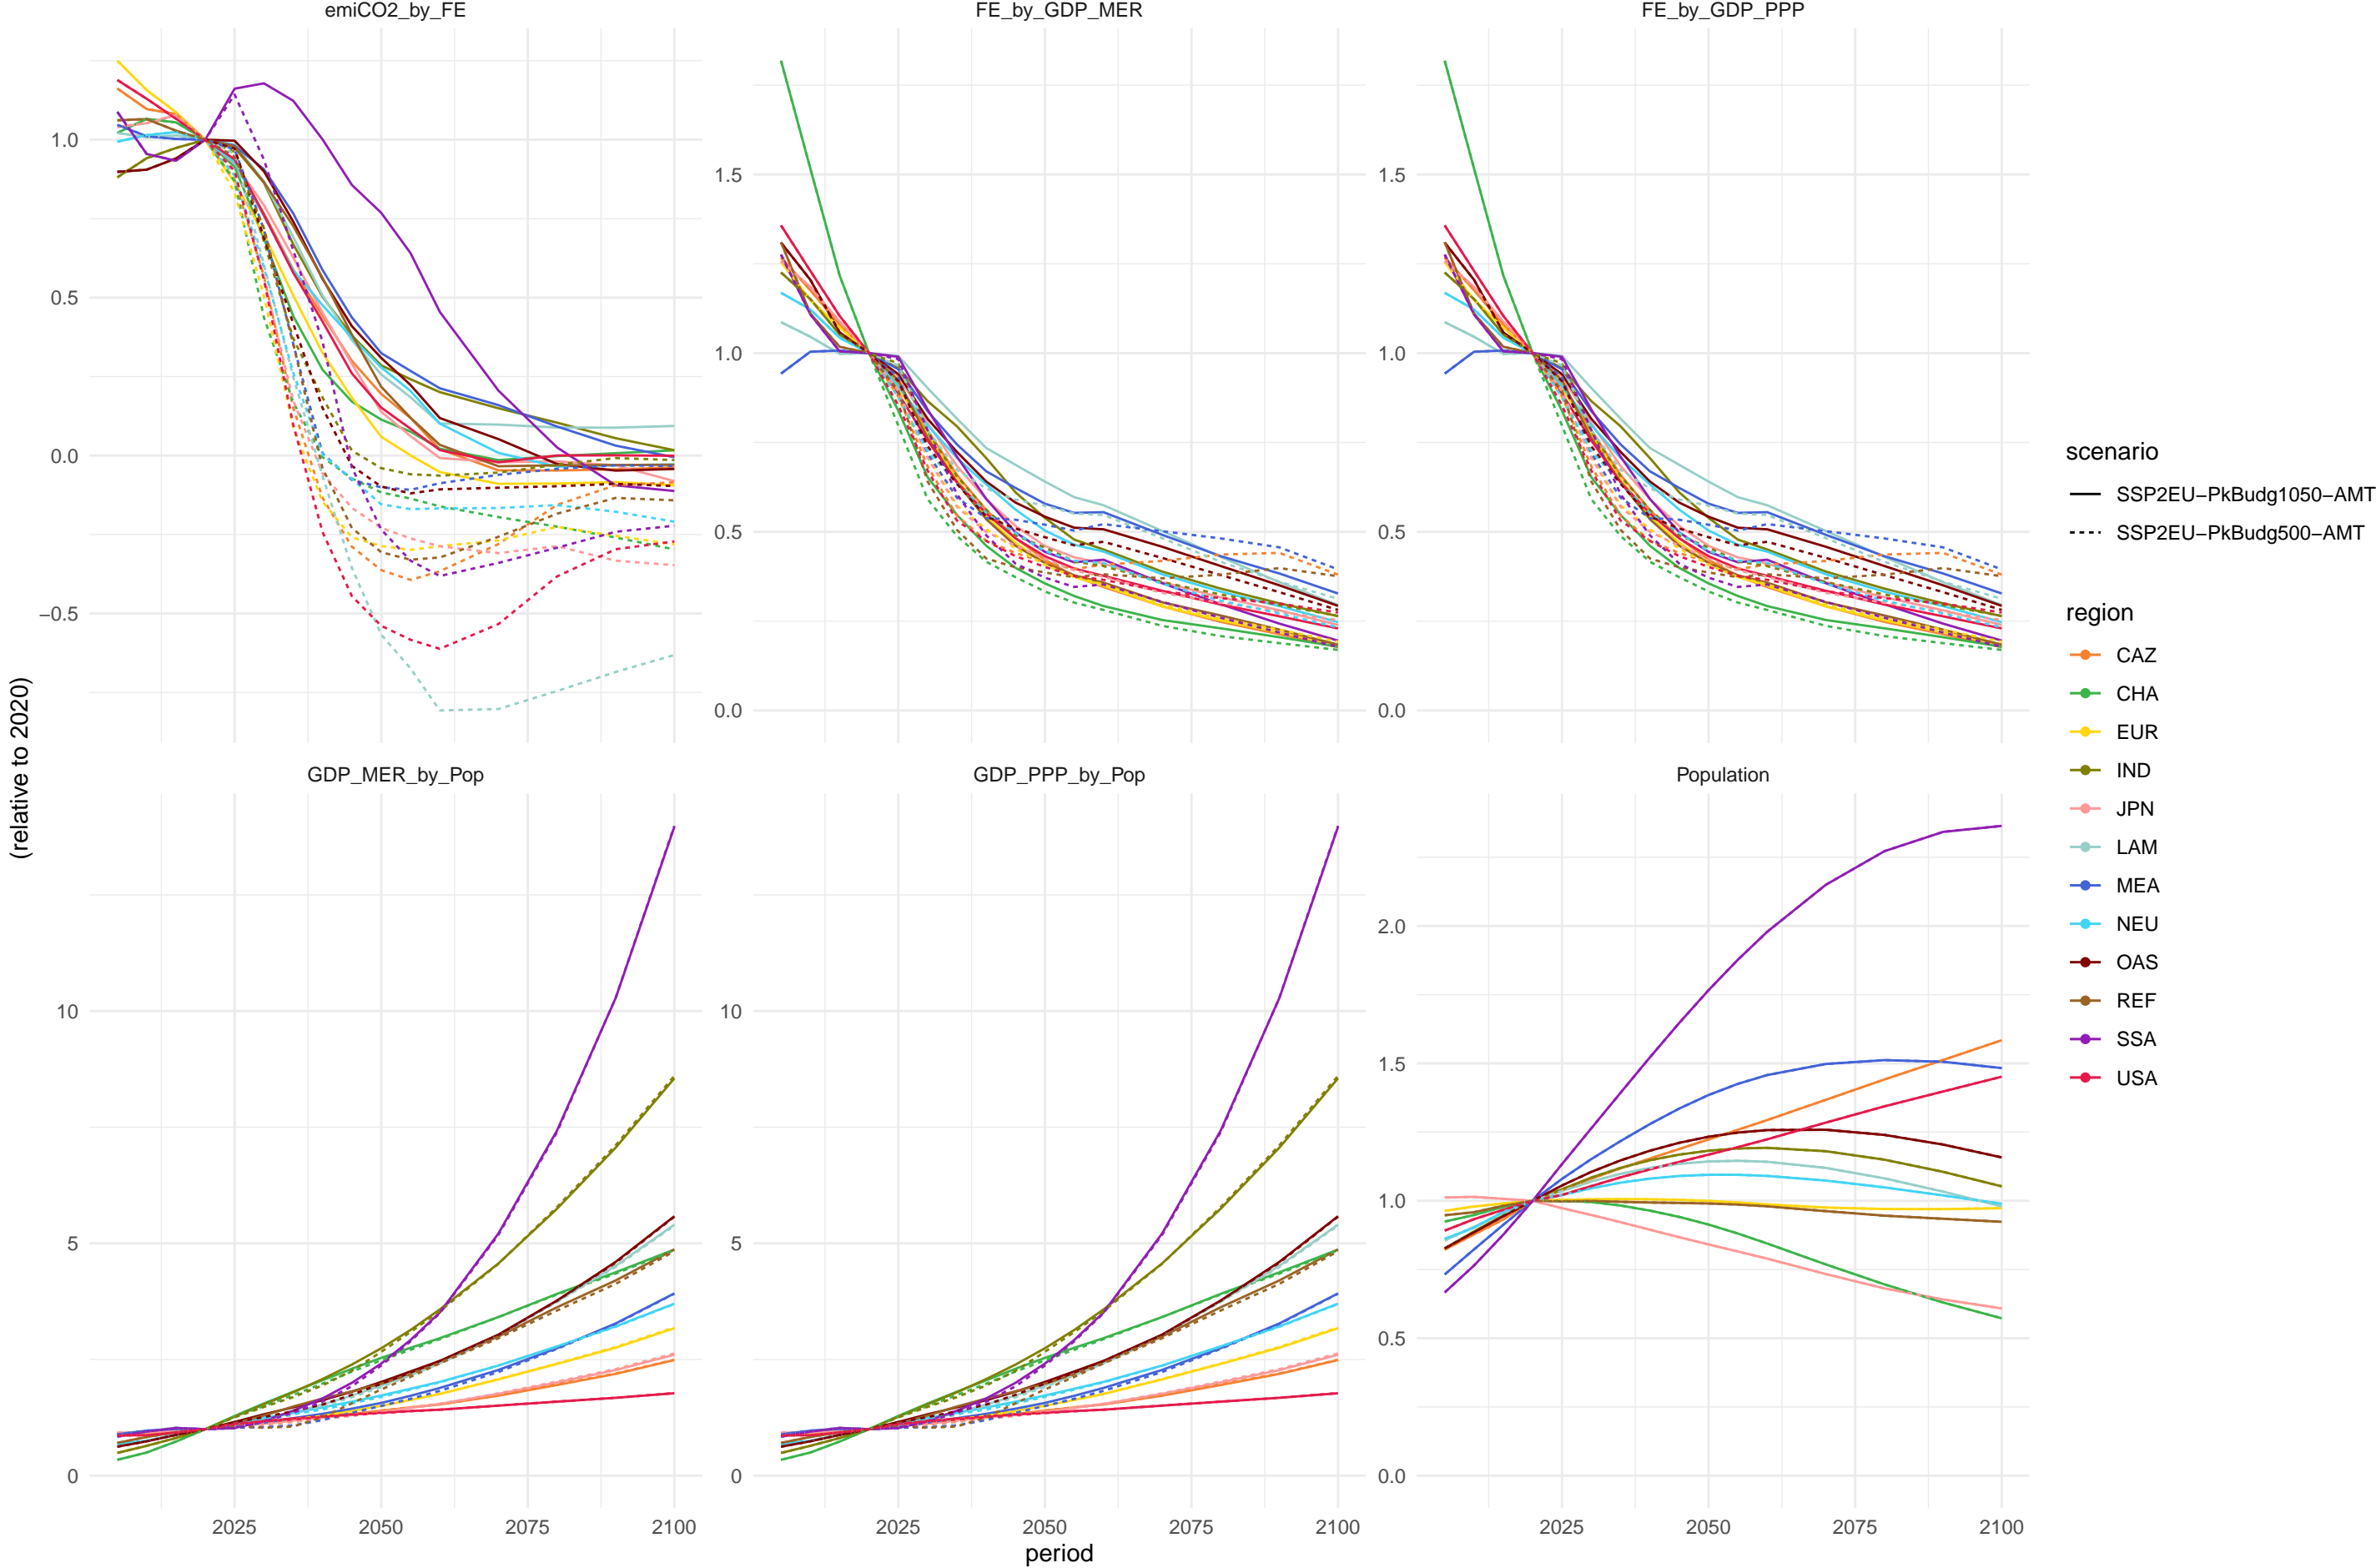 emiCO2_by_FE
FE_by_GDP_MER
FE_by_GDP_PPP
1.0
0.5
0.0
−0.5
1.5
1.0
0.5
0.0
1.5
1.0
0.5
0.0
GDP_MER_by_Pop
GDP_PPP_by_Pop
Population
10
5
0
10
5
0
2.0
1.5
1.0
0.5
0.0
2025 2050 2075 2100
2025 2050 2075 2100
2025 2050 2075 2100
period
(relative to 2020)
scenario
SSP2EU−PkBudg1050−AMT
SSP2EU−PkBudg500−AMT
region
CAZ
CHA
EUR
IND
JPN
LAM
MEA
NEU
OAS
REF
SSA
USA